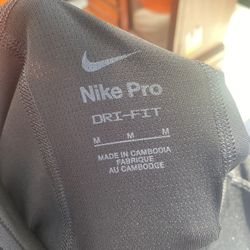 Nike Pro
DRI-FIT
M M M
MADE IN CAMBODIA
FABRIQUE
AU CAMBODGE